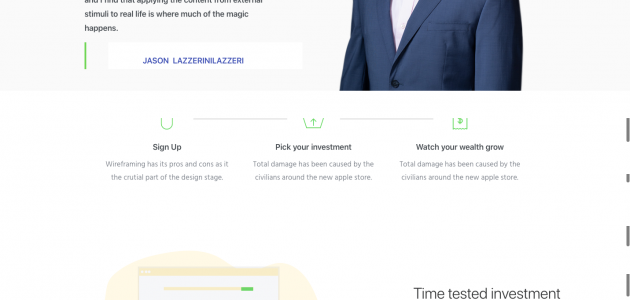 and I find that applying the content from external
stimuli to real life is where much of the magic
happens.
JASON LAZZERINILAZZERI
Sign Up
Pick your investment
Watch your wealth grow
Wireframing has its pros and cons as it
the crutial part of the design stage.
Total damage has been caused by the
civilians around the new apple store.
Total damage has been caused by the
civilians around the new apple store.
Time tested investment